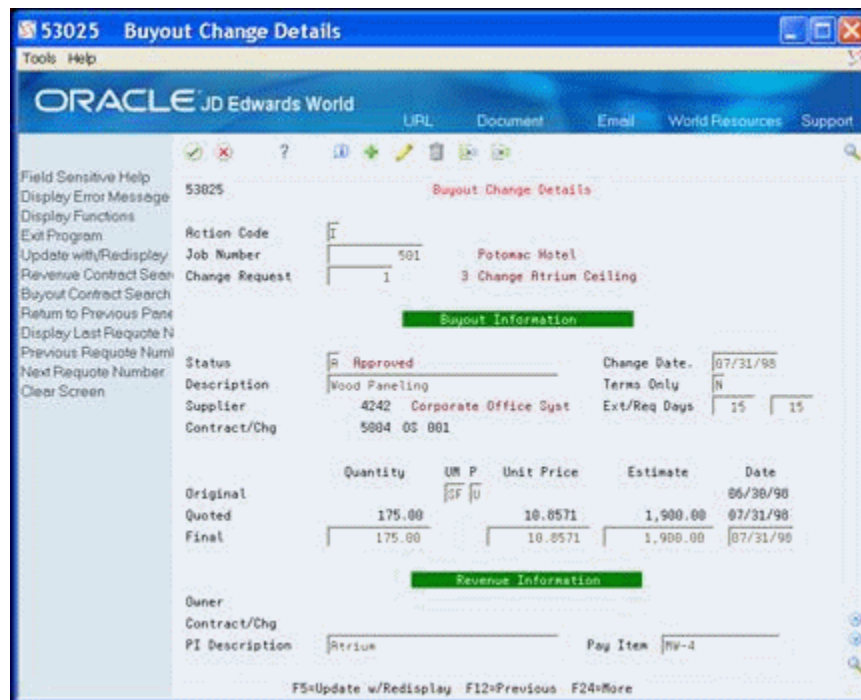 53025 Buyout Change Details
Tools Help
ORACLE JD Edwards World
URL Document Email World Resources Support
Field Sensitive Help
Display Error Message
Display Functions
Exit Program
Update with/Redisplay
Revenue Contract Sear
Buyout Contract Search
Return to Previous Pane
Display Last Requote N
Previous Requote Numl
Next Requote Number
Clear Screen
53025 Buyout Change Details
Action Code I
Job Number 501 Potomac Hotel
Change Request 1 3 Change Atrium Ceiling
Buyout Information
Status A Approved Change Date. 07/31/98
Description Wood Paneling Terms Only N
Supplier 4242 Corporate Office Syst Ext/Req Days 15 15
Contract/Chg 5004 OS 001
Quantity UM P Unit Price Estimate Date
Original SF U 06/30/98
Quoted 175.00 10.8571 1,900.00 07/31/98
Final 175.00 10.8571 1,900.00 07/31/98
Revenue Information
Owner
Contract/Chg
PI Description Atrium Pay Item MW-4
F5=Update w/Redisplay F12=Previous F24=More